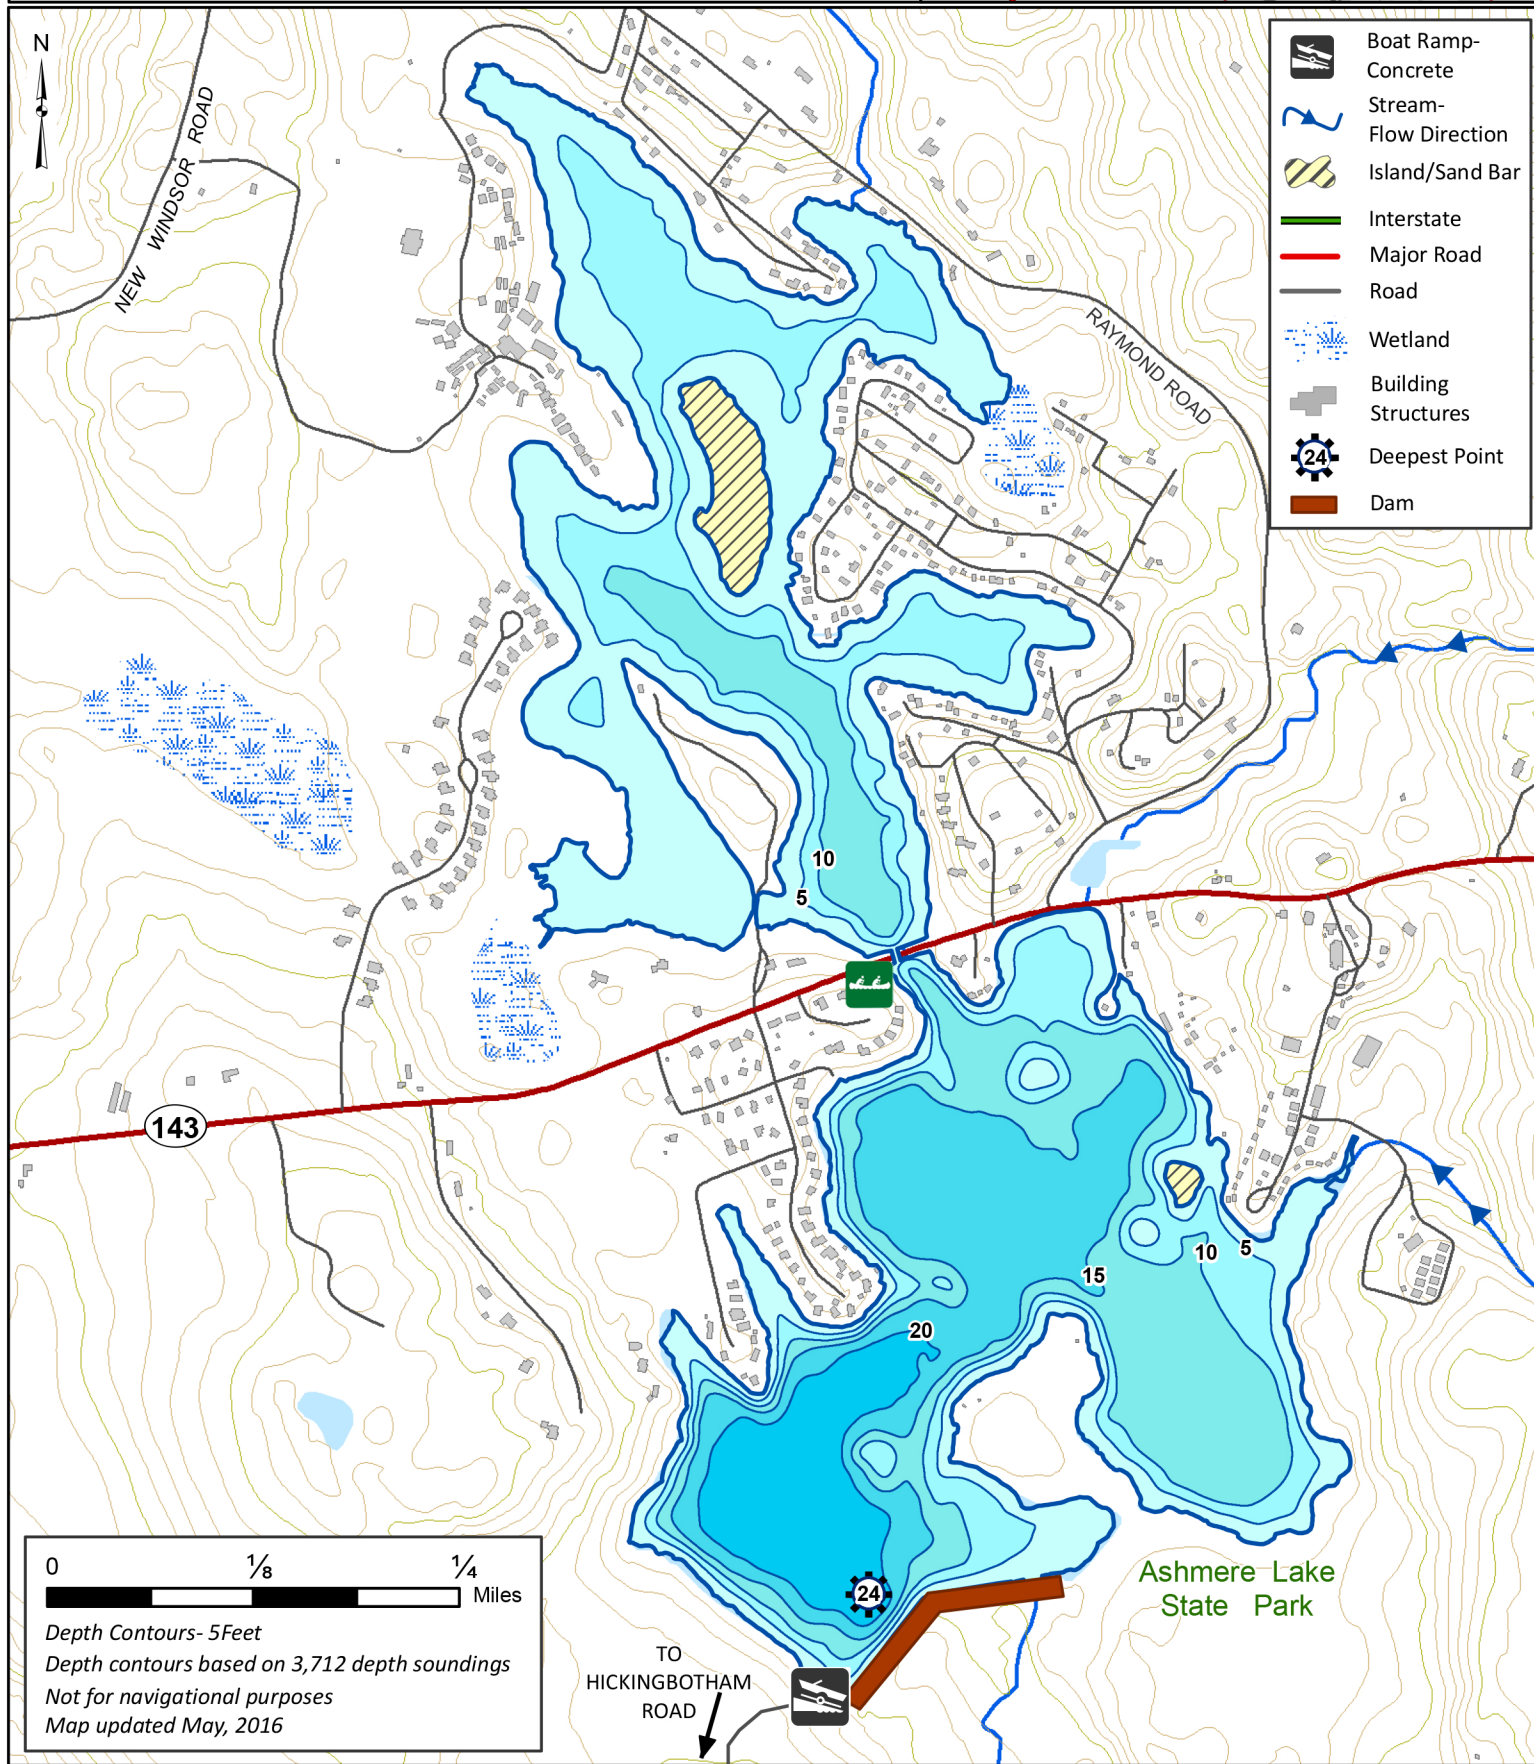 N
NEW WINDSOR ROAD
RAYMOND ROAD
Boat Ramp-
Concrete
Stream-
Flow Direction
Island/Sand Bar
Interstate
Major Road
Road
Wetland
Building
Structures
24
Deepest Point
Dam
10
5
143
10
5
15
20
24
Ashmere Lake
State Park
TO
HICKINGBOTHAM
ROAD
0 ⅛ ¼
Miles
Depth Contours- 5Feet
Depth contours based on 3,712 depth soundings
Not for navigational purposes
Map updated May, 2016